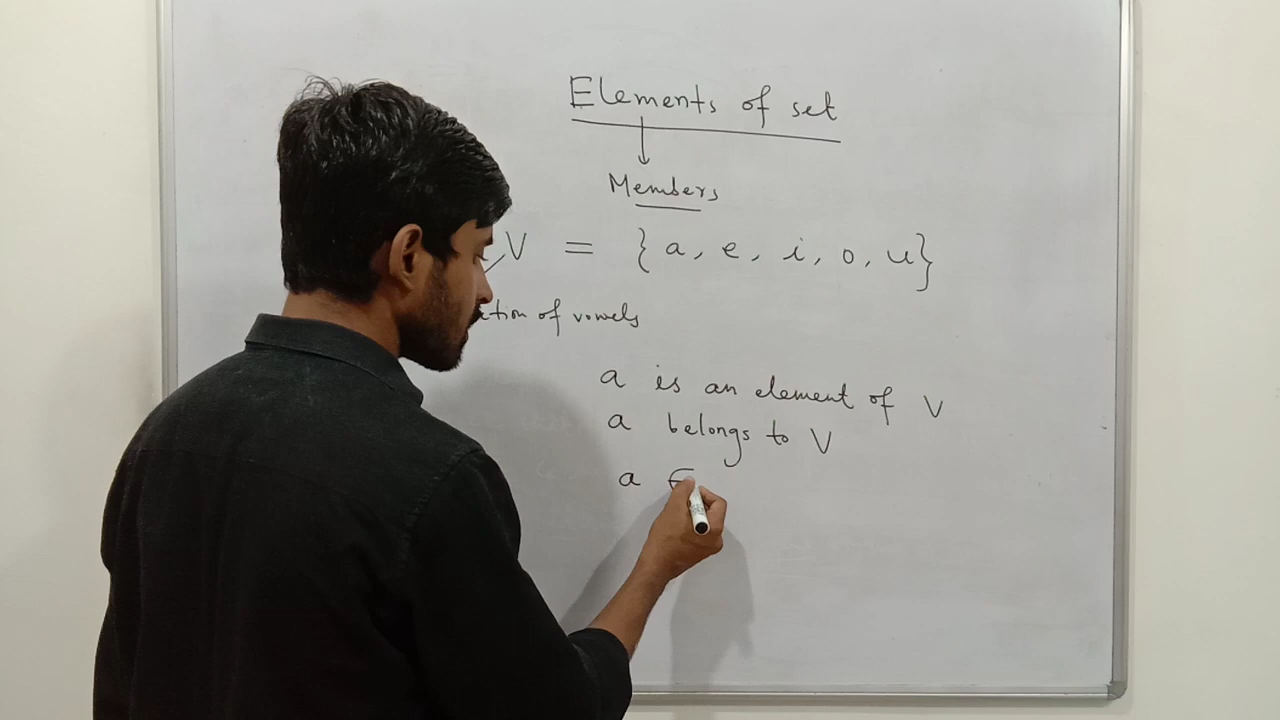 Elements of set
Members
V = {a, e, i, o, u}
of vowels
a is an element of V
a belongs to V
a ∈